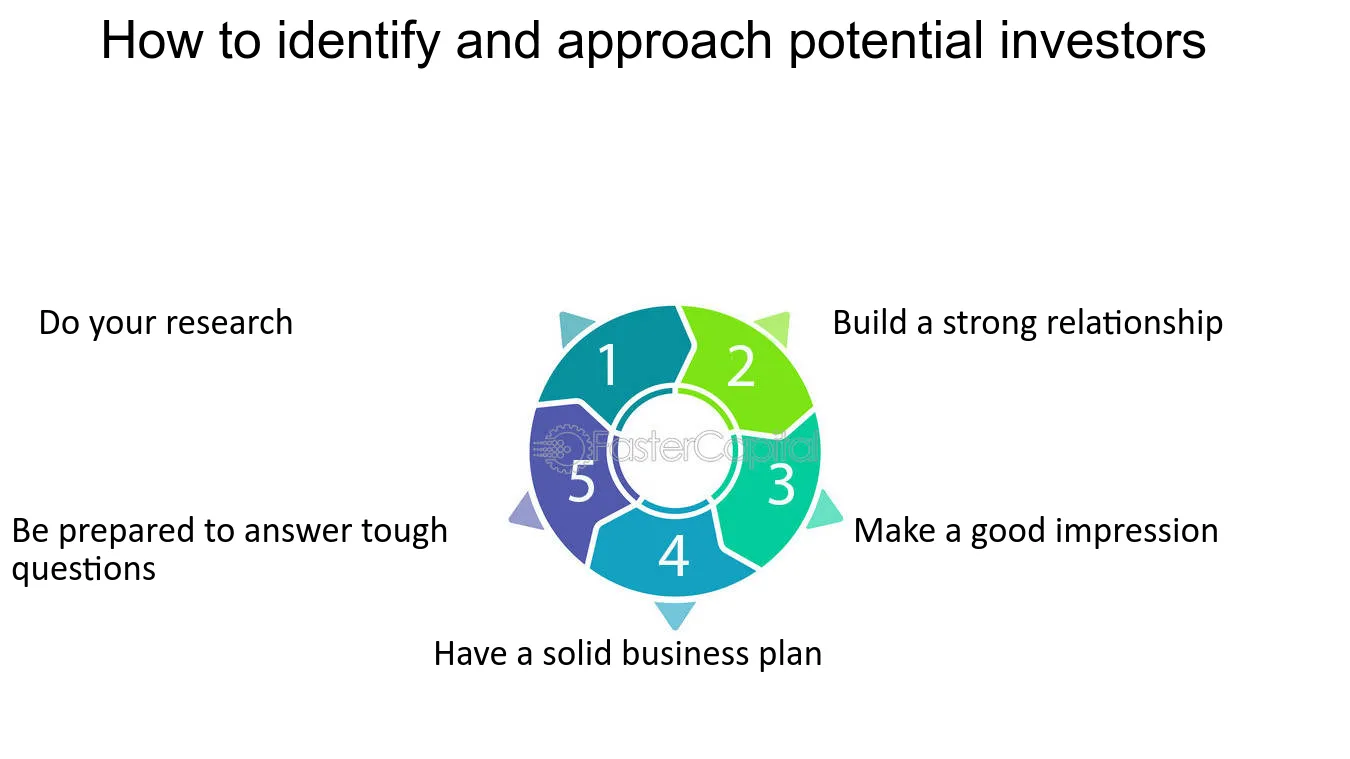 How to identify and approach potential investors
Do your research
Build a strong relationship
1
2
FasterCapital
5
3
Be prepared to answer tough
questions
Make a good impression
4
Have a solid business plan